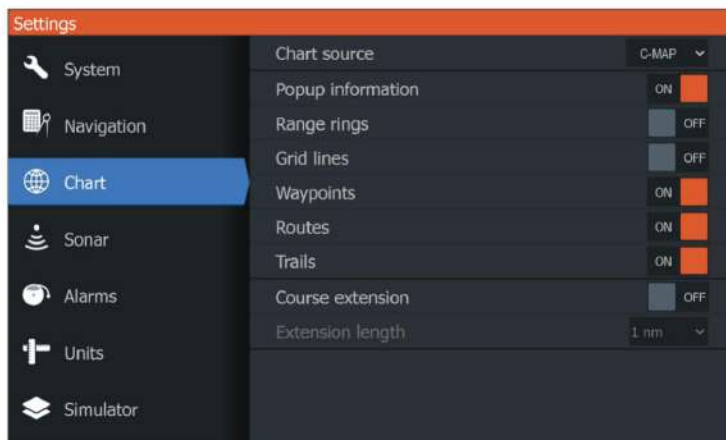 Settings
System
Navigation
Chart
Sonar
Alarms
Units
Simulator
Chart source C-MAP
Popup information ON
Range rings OFF
Grid lines OFF
Waypoints ON
Routes ON
Trails ON
Course extension OFF
Extension length 1 nm